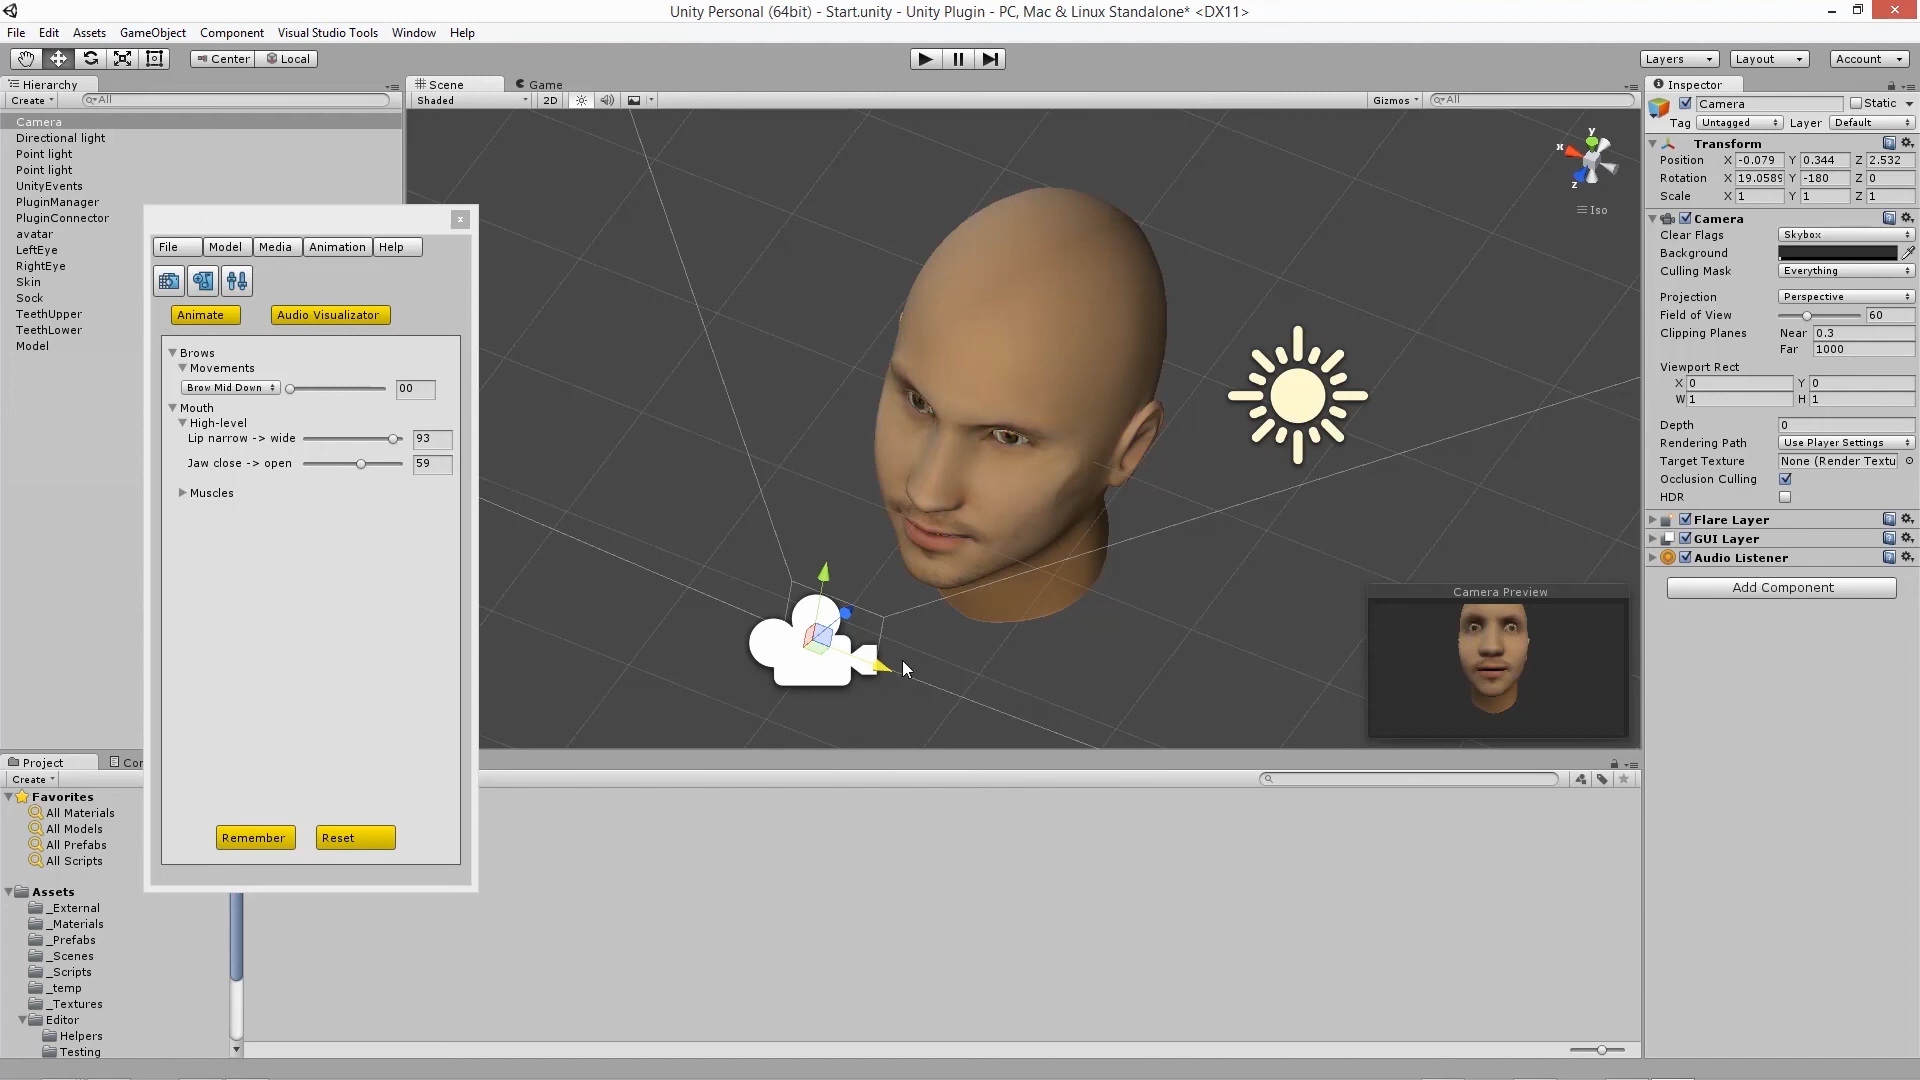 Unity Personal (64bit) - Start.unity - Unity Plugin - PC, Mac & Linux Standalone* <DX11>
File Edit Assets GameObject Component Visual Studio Tools Window Help
Center Local Layers Layout Account
Hierarchy
Create All
Camera
Directional light
Point light
Point light
UnityEvents
PluginManager
PluginConnector
avatar
LeftEye
RightEye
Skin
Sock
TeethUpper
TeethLower
Model
x
File Model Media Animation Help
Animate Audio Visualizator
Brows
Movements
Brow Mid Down 00
Mouth
High-level
Lip narrow -> wide 93
Jaw close -> open 59
Muscles
Remember Reset
Scene Game
Shaded 2D Gizmos All
y
x
z
Iso
Camera Preview
Inspector
Camera Static
Tag Untagged Layer Default
Transform
Position X -0.079 Y 0.344 Z 2.532
Rotation X 19.0589 Y -180 Z 0
Scale X 1 Y 1 Z 1
Camera
Clear Flags Skybox
Background
Culling Mask Everything
Projection Perspective
Field of View 60
Clipping Planes Near 0.3
Far 1000
Viewport Rect
X 0 Y 0
W 1 H 1
Depth 0
Rendering Path Use Player Settings
Target Texture None (Render Textu
Occlusion Culling
HDR
Flare Layer
GUI Layer
Audio Listener
Add Component
Project Con
Create
Favorites
All Materials
All Models
All Prefabs
All Scripts
Assets
_External
_Materials
_Prefabs
_Scenes
_Scripts
_temp
_Textures
Editor
Helpers
Testing